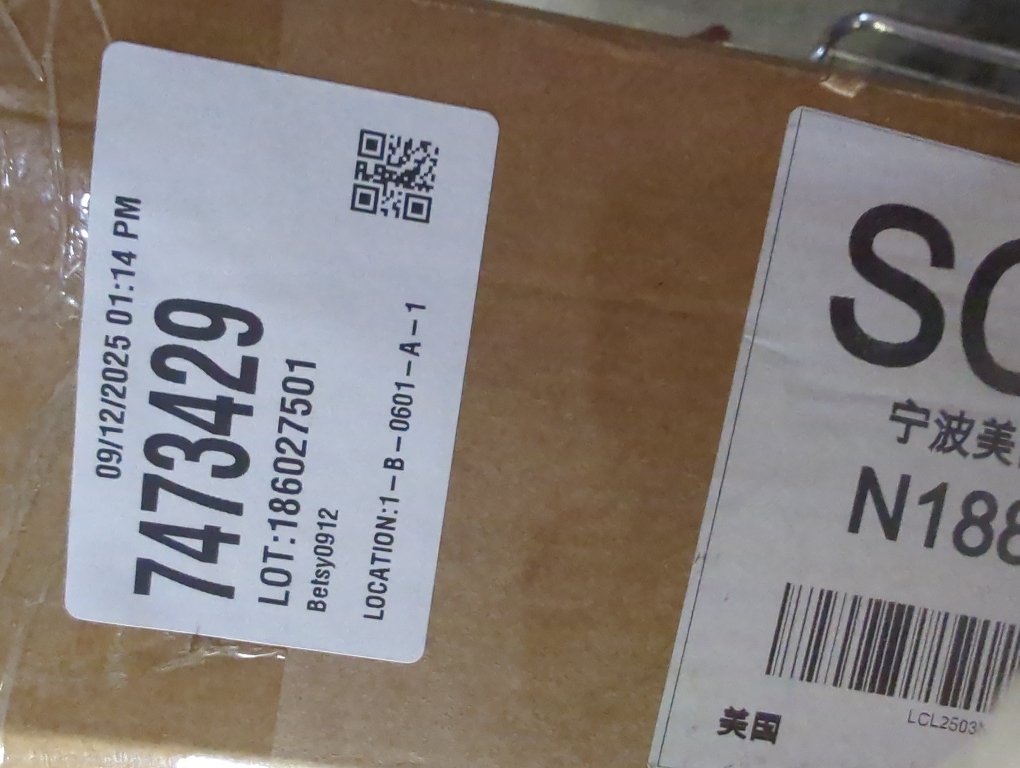 09/12/2025 01:14 PM
7473429
LOT:186027501
Betsy0912
LOCATION:1-B-0601-A-1
SC
宁波美
N188
LCL2503
美国